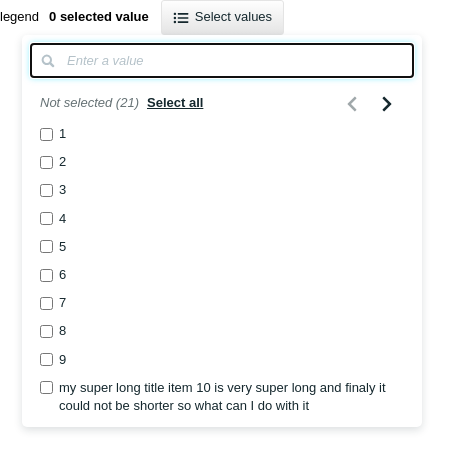 legend 0 selected value Select values
Enter a value
Not selected (21) Select all
1
2
3
4
5
6
7
8
9
my super long title item 10 is very super long and finaly it
could not be shorter so what can I do with it